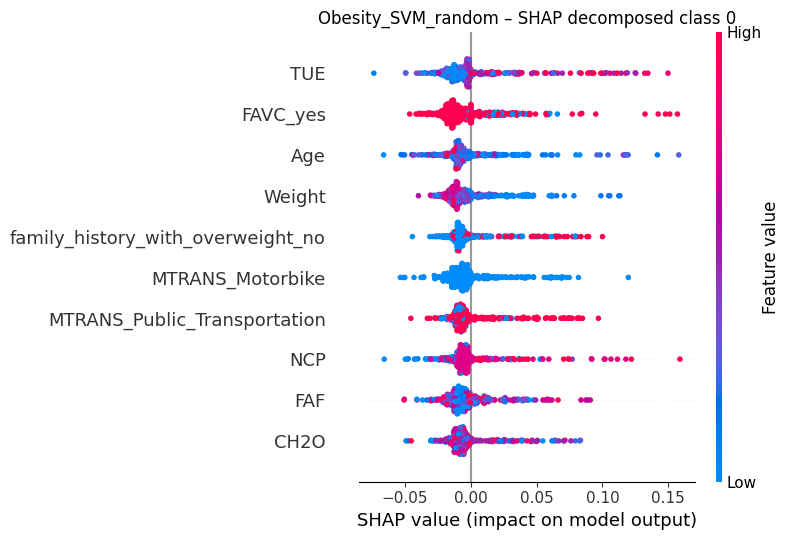 Obesity_SVM_random – SHAP decomposed class 0
High
TUE
FAVC_yes
Age
Weight
family_history_with_overweight_no
MTRANS_Motorbike
MTRANS_Public_Transportation
NCP
FAF
CH2O
Feature value
Low
−0.05 0.00 0.05 0.10 0.15
SHAP value (impact on model output)